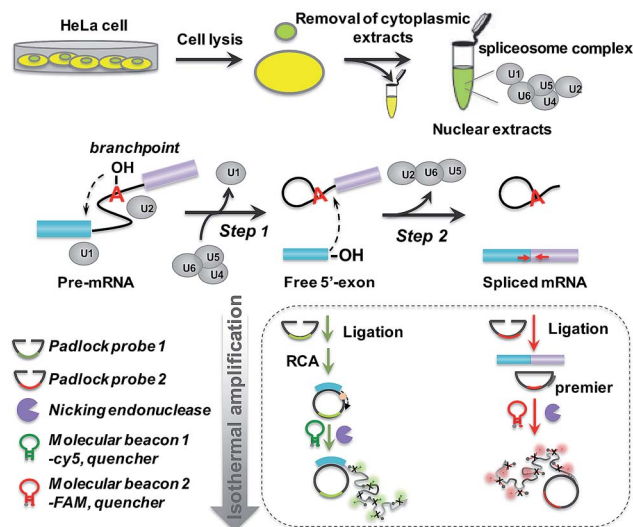 HeLa cell
Cell lysis
Removal of cytoplasmic
extracts
spliceosome complex
U1
U5
U2
U6
U4
Nuclear extracts
branchpoint
OH
A
U2
U1
Pre-mRNA
U1
Step 1
U5
U6
U4
A
-OH
Free 5'-exon
U2
U6
U5
Step 2
A
Spliced mRNA
Padlock probe 1
Padlock probe 2
Nicking endonuclease
Molecular beacon 1
-cy5, quencher
Molecular beacon 2
-FAM, quencher
Isothermal amplification
Ligation
RCA
Ligation
premier